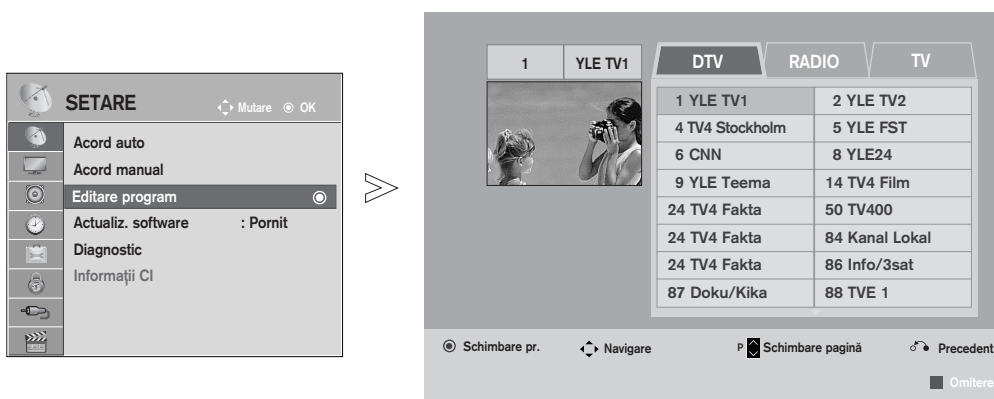 SETARE
Mutare OK
Acord auto
Acord manual
Editare program
Actualiz. software : Pornit
Diagnostic
Informații CI
1 YLE TV1
DTV RADIO TV
1 YLE TV1 2 YLE TV2
4 TV4 Stockholm 5 YLE FST
6 CNN 8 YLE24
9 YLE Teema 14 TV4 Film
24 TV4 Fakta 50 TV400
24 TV4 Fakta 84 Kanal Lokal
24 TV4 Fakta 86 Info/3sat
87 Doku/Kika 88 TVE 1
Schimbare pr. Navigare P Schimbare pagină Precedent
Omitere